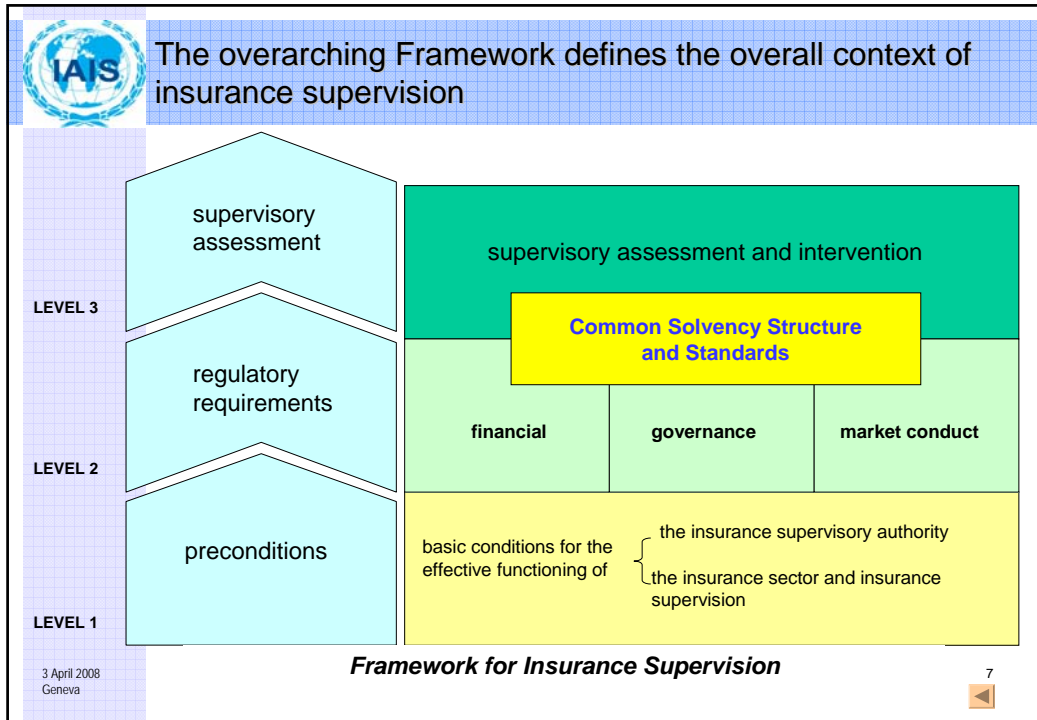 IAIS
The overarching Framework defines the overall context of
insurance supervision
supervisory
assessment
supervisory assessment and intervention
LEVEL 3
Common Solvency Structure
and Standards
regulatory
requirements
financial
governance
market conduct
LEVEL 2
preconditions
basic conditions for the
effective functioning of
the insurance supervisory authority
the insurance sector and insurance
supervision
LEVEL 1
Framework for Insurance Supervision
3 April 2008
Geneva
7